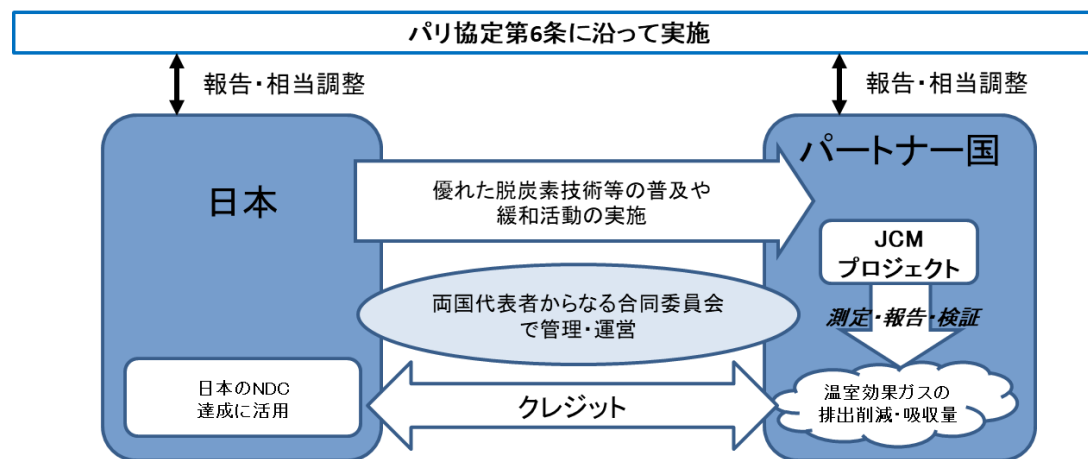 パリ協定第6条に沿って実施
報告・相当調整
報告・相当調整
日本
パートナー国
優れた脱炭素技術等の普及や
緩和活動の実施
JCM
プロジェクト
両国代表者からなる合同委員会
で管理・運営
測定・報告・検証
日本のNDC
達成に活用
クレジット
温室効果ガスの
排出削減・吸収量